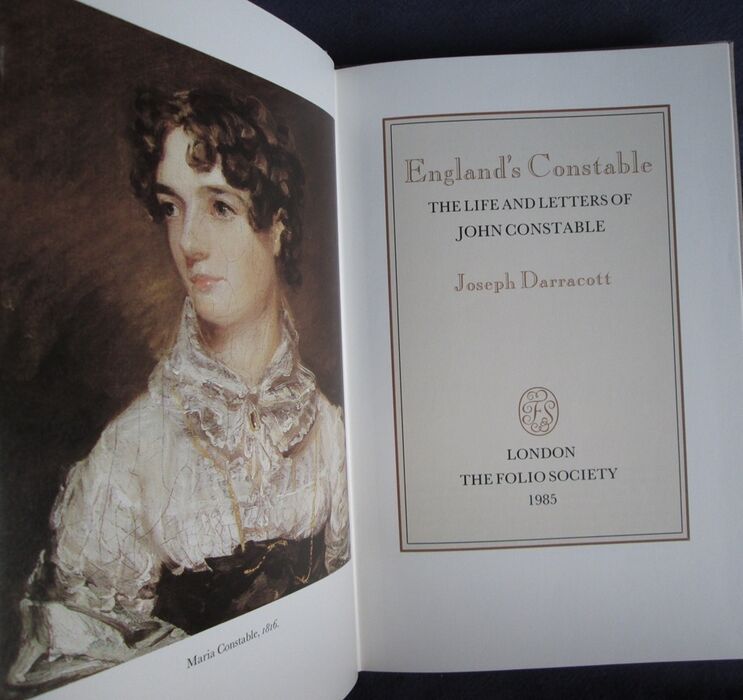 Maria Constable, 1816.
England's Constable
THE LIFE AND LETTERS OF
JOHN CONSTABLE
Joseph Darracott
FS
LONDON
THE FOLIO SOCIETY
1985